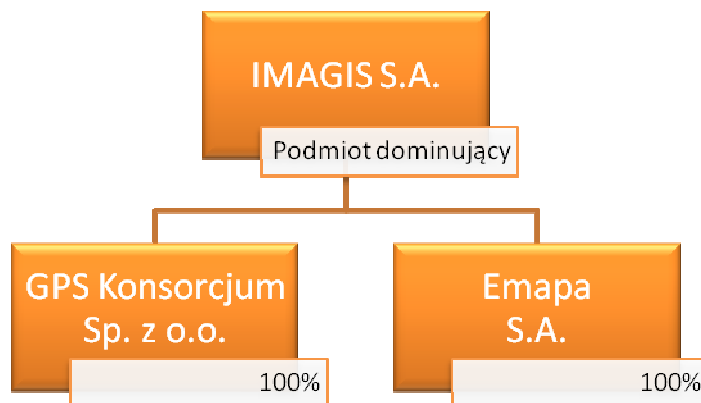 IMAGIS S.A.
Podmiot dominujący
GPS Konsorcjum
Sp. z o.o.
100%
Emapa
S.A.
100%